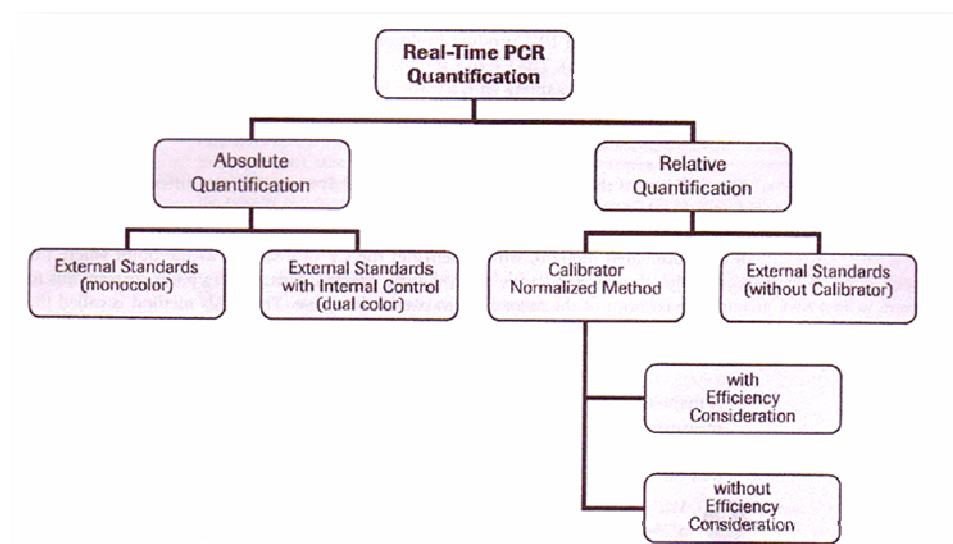 Real-Time PCR
Quantification
Absolute
Quantification
Relative
Quantification
External Standards
(monocolor)
External Standards
with Internal Control
(dual color)
Calibrator
Normalized Method
External Standards
(without Calibrator)
with
Efficiency
Consideration
without
Efficiency
Consideration